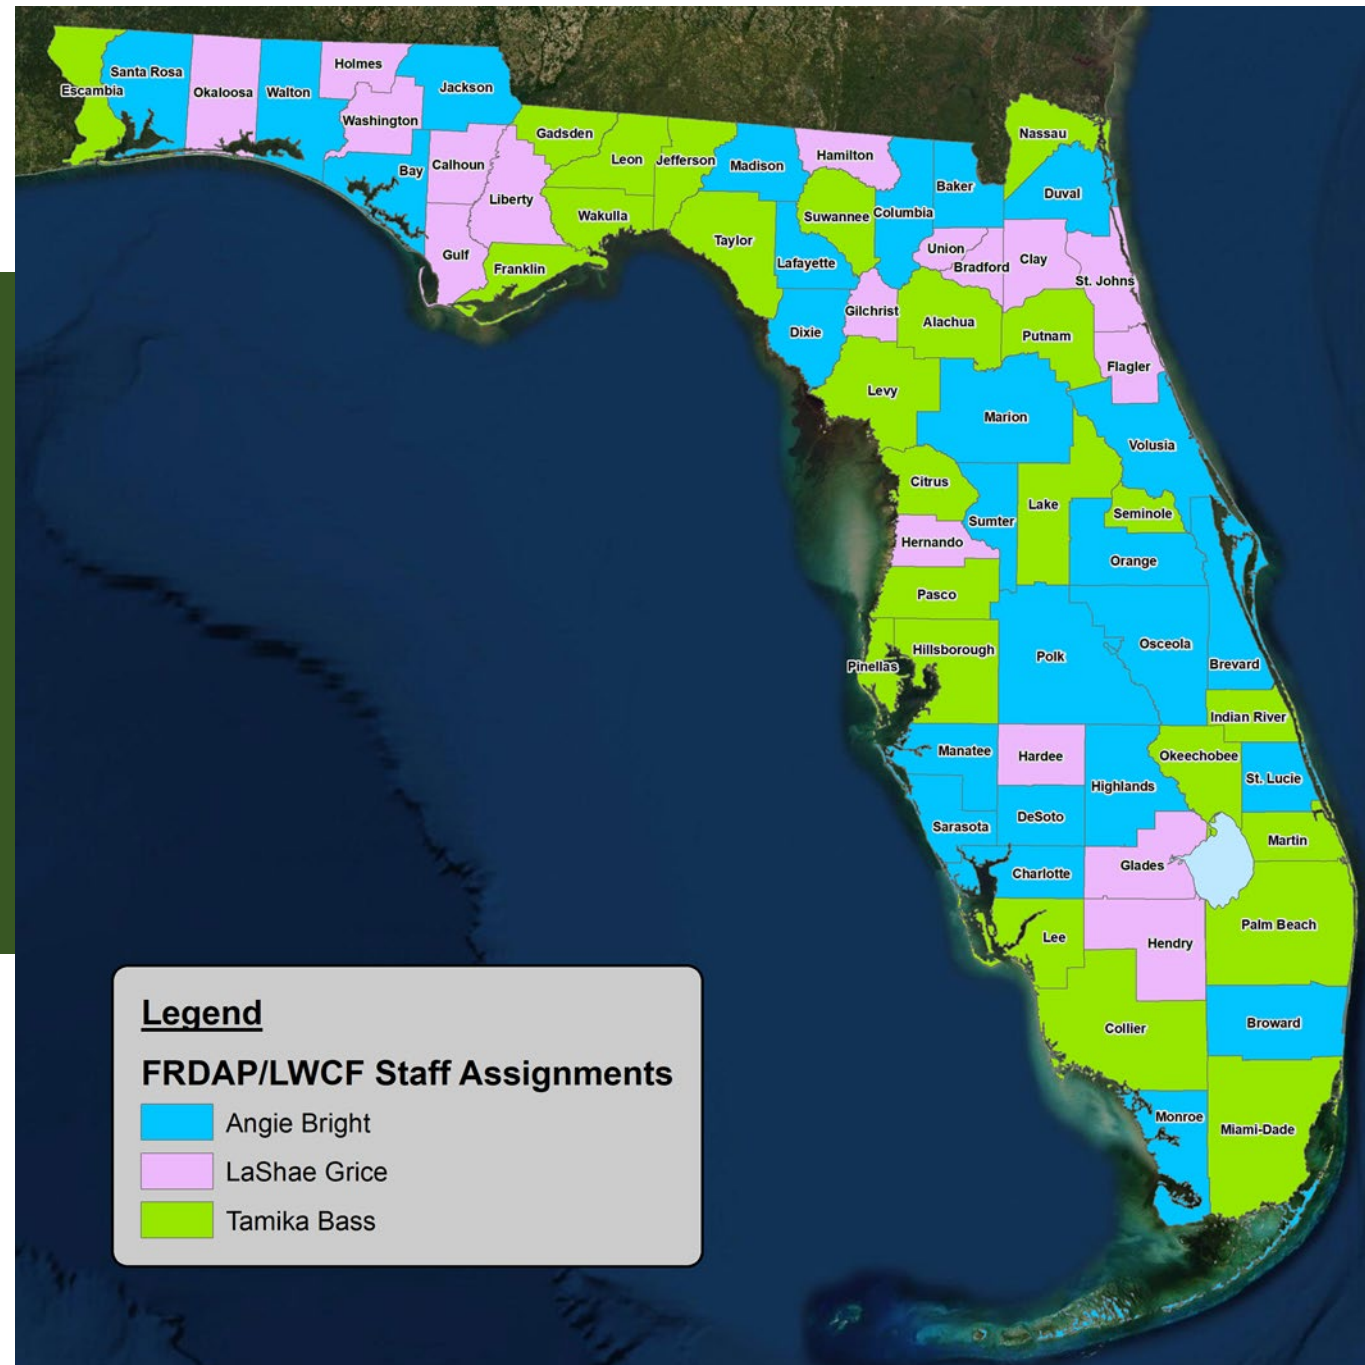 Holmes
Santa Rosa
Jackson
Escambia
Okaloosa
Walton
Washington
Gadsden
Nassau
Leon
Jefferson
Hamilton
Calhoun
Madison
Bay
Baker
Duval
Liberty
Wakulla
Suwannee
Columbia
Taylor
Union
Gulf
Lafayette
Bradford
Clay
Franklin
St. Johns
Gilchrist
Alachua
Dixie
Putnam
Flagler
Levy
Marion
Volusia
Citrus
Lake
Seminole
Sumter
Hernando
Orange
Pasco
Hillsborough
Osceola
Polk
Pinellas
Brevard
Indian River
Manatee
Hardee
Okeechobee
St. Lucie
Highlands
DeSoto
Sarasota
Martin
Glades
Charlotte
Palm Beach
Lee
Hendry
Collier
Broward
Monroe
Miami-Dade
Legend
FRDAP/LWCF Staff Assignments
Angie Bright
LaShae Grice
Tamika Bass